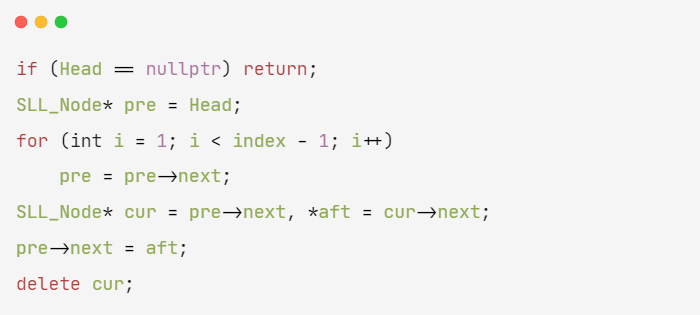 if (Head == nullptr) return;
SLL_Node* pre = Head;
for (int i = 1; i < index - 1; i++)
    pre = pre->next;
SLL_Node* cur = pre->next, *aft = cur->next;
pre->next = aft;
delete cur;